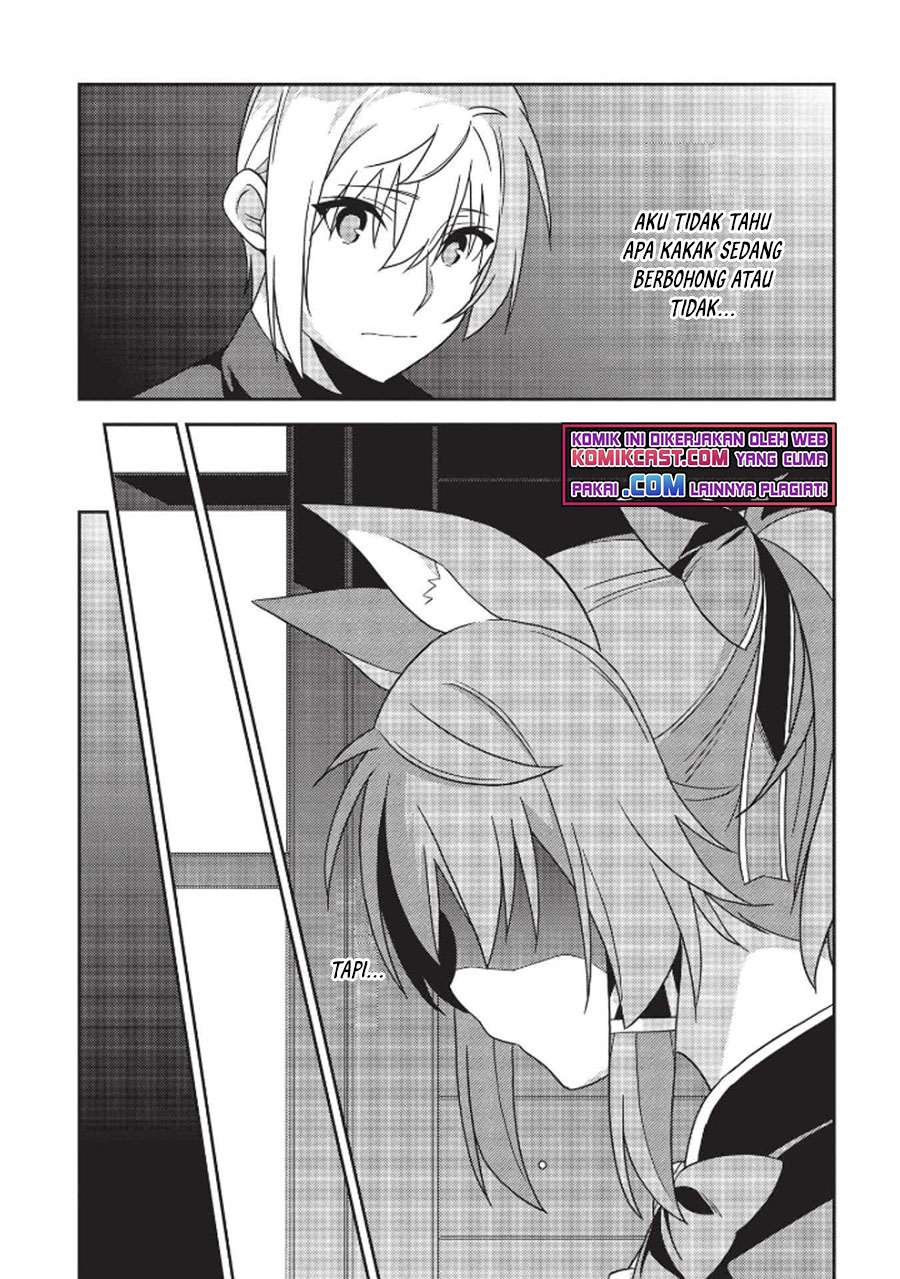 AKU TIDAK TAHU
APA KAKAK SEDANG
BERBOHONG ATAU
TIDAK...
KOMIK INI DIKERJAKAN OLEH WEB
KOMIKCAST.COM YANG CUMA
PAKAI .COM LAINNYA PLAGIAT!
TAPI...